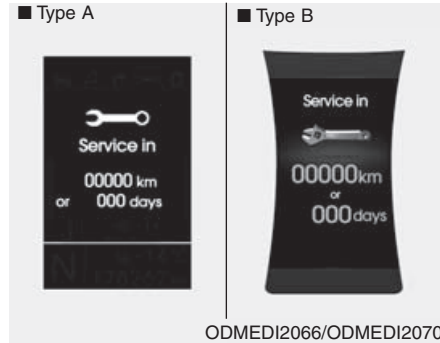 ■ Type A
Service in
00000 km
or 000 days
■ Type B
Service in
00000km
or
000days
ODMEDI2066/ODMEDI2070